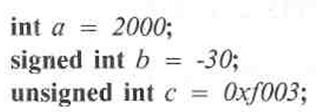 int a = 2000;
signed int b = -30;
unsigned int c = 0xf003;